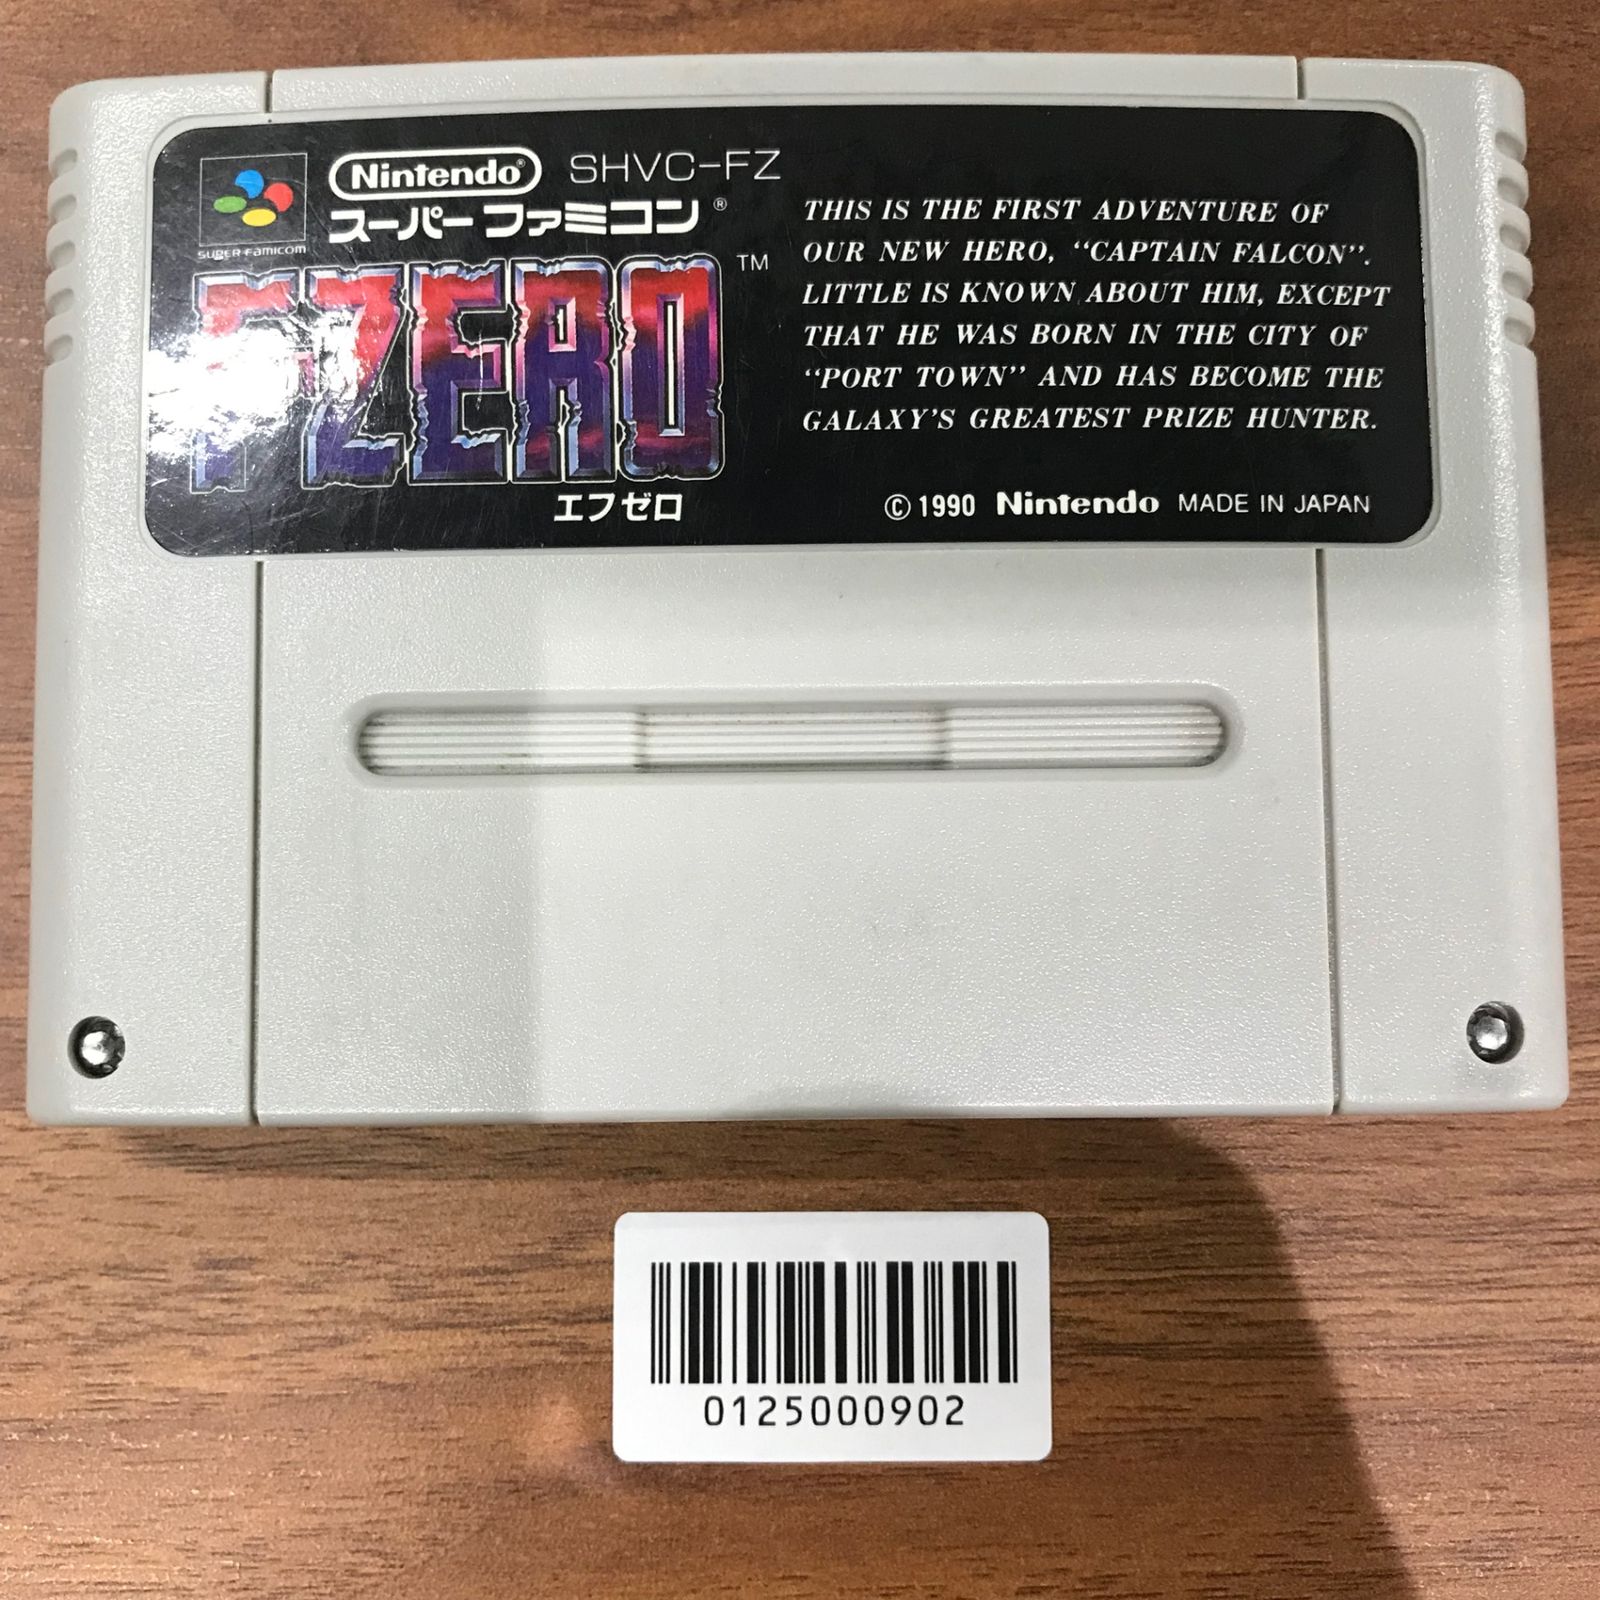 SUPER FAMICOM
Nintendo® SHVC-FZ
スーパーファミコン®
F-ZERO TM
エフゼロ
THIS IS THE FIRST ADVENTURE OF
OUR NEW HERO, “CAPTAIN FALCON”.
LITTLE IS KNOWN ABOUT HIM, EXCEPT
THAT HE WAS BORN IN THE CITY OF
“PORT TOWN” AND HAS BECOME THE
GALAXY'S GREATEST PRIZE HUNTER.
© 1990 Nintendo MADE IN JAPAN
0125000902